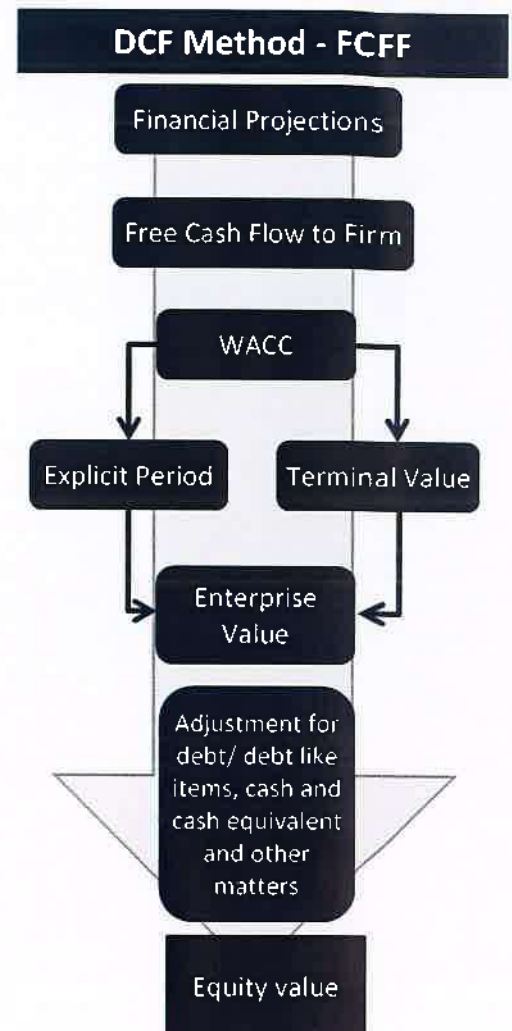 DCF Method - FCFF
Financial Projections
Free Cash Flow to Firm
WACC
Explicit Period
Terminal Value
Enterprise
Value
Adjustment for
debt/ debt like
items, cash and
cash equivalent
and other
matters
Equity value